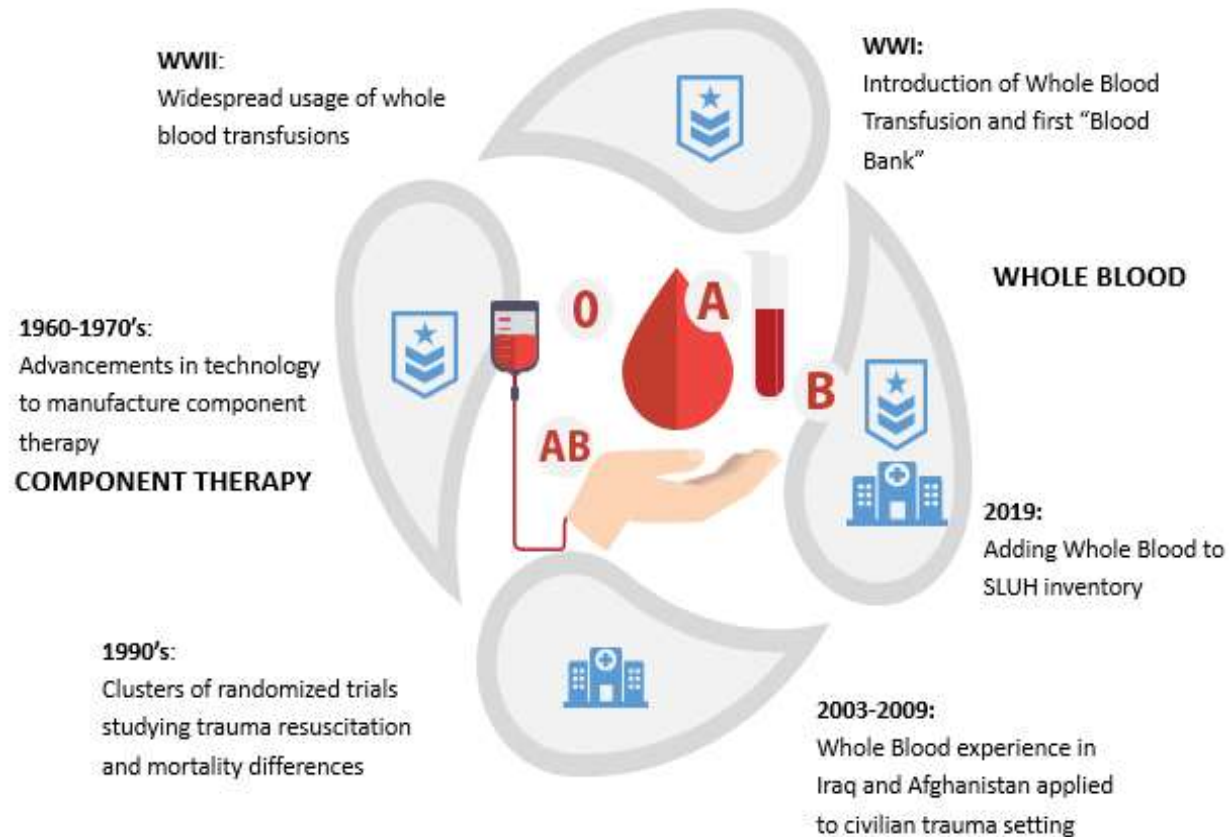 WWI:
Introduction of Whole Blood
Transfusion and first “Blood
Bank”
WWII:
Widespread usage of whole
blood transfusions
1960-1970’s:
Advancements in technology
to manufacture component
therapy
COMPONENT THERAPY
1990’s:
Clusters of randomized trials
studying trauma resuscitation
and mortality differences
2003-2009:
Whole Blood experience in
Iraq and Afghanistan applied
to civilian trauma setting
2019:
Adding Whole Blood to
SLUH inventory
WHOLE BLOOD
O
A
B
AB